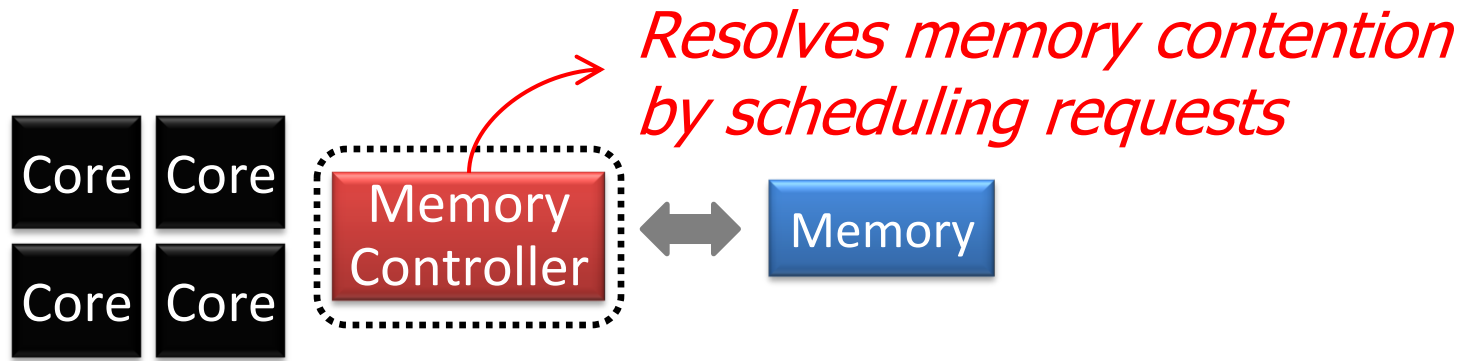 Resolves memory contention
by scheduling requests
Core Core
Memory
Controller
Memory
Core Core